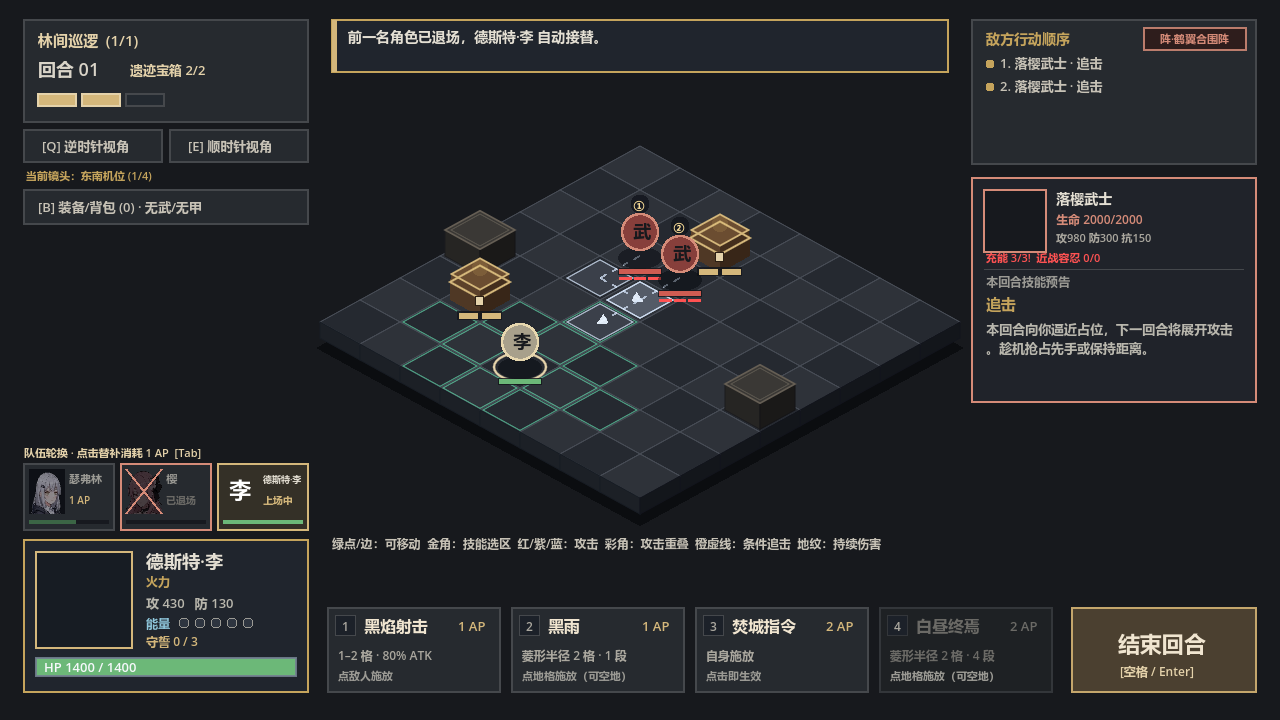 林间巡逻 (1/1)
回合 01
遗迹宝箱 2/2
[Q] 逆时针视角
[E] 顺时针视角
当前镜头：东南机位 (1/4)
[B] 装备/背包 (0) · 无武/无甲
前一名角色已退场，德斯特·李 自动接替。
敌方行动顺序
阵·鹤翼合围阵
1. 落樱武士 · 追击
2. 落樱武士 · 追击
落樱武士
生命 2000/2000
攻980 防300 抗150
充能 3/3! 近战容忍 0/0
本回合技能预告
追击
本回合向你逼近占位，下一回合将展开攻击
。趁机抢占先手或保持距离。
①
武
②
武
李
队伍轮换 · 点击替补消耗 1 AP [Tab]
瑟弗林
1 AP
樱
已退场
李
德斯特·李
上场中
德斯特·李
火力
攻 430 防 130
能量
守誓 0 / 3
HP 1400 / 1400
绿点/边：可移动 金角：技能选区 红/紫/蓝：攻击 彩角：攻击重叠 橙虚线：条件追击 地纹：持续伤害
1 黑焰射击 1 AP
1–2 格 · 80% ATK
点敌人施放
2 黑雨 1 AP
菱形半径 2 格 · 1 段
点地格施放（可空地）
3 焚城指令 2 AP
自身施放
点击即生效
4 白昼终焉 2 AP
菱形半径 2 格 · 4 段
点地格施放（可空地）
结束回合
[空格 / Enter]